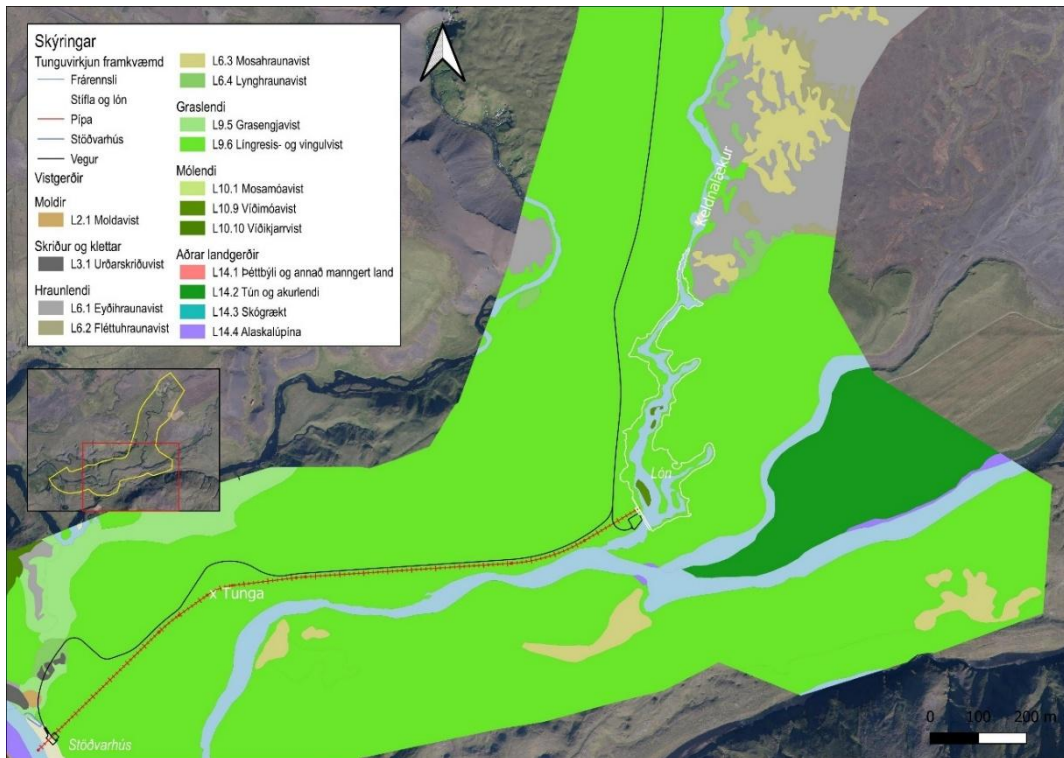 Skýringar
Tunguvirkjun framkvæmd
Frárennsli
Stífla og lón
Pípa
Stöðvarhús
Vegur
Vistgerðir
Moldir
L2.1 Moldavist
Skriður og klettar
L3.1 Urðarskriðuvist
Hraunlendi
L6.1 Eyðihraunavist
L6.2 Fléttuhraunavist
L6.3 Mosahraunavist
L6.4 Lynghraunavist
Graslendi
L9.5 Grasengjavist
L9.6 Língresis- og vingulvist
Mólendi
L10.1 Mosamóavist
L10.9 Víðimóavist
L10.10 Víðikjarrvist
Aðrar landgerðir
L14.1 Þéttbýli og annað manngert land
L14.2 Tún og akurlendi
L14.3 Skógrækt
L14.4 Alaskalúpína
Keldnalækur
Lón
x Tunga
Stöðvarhús
0 100 200 m